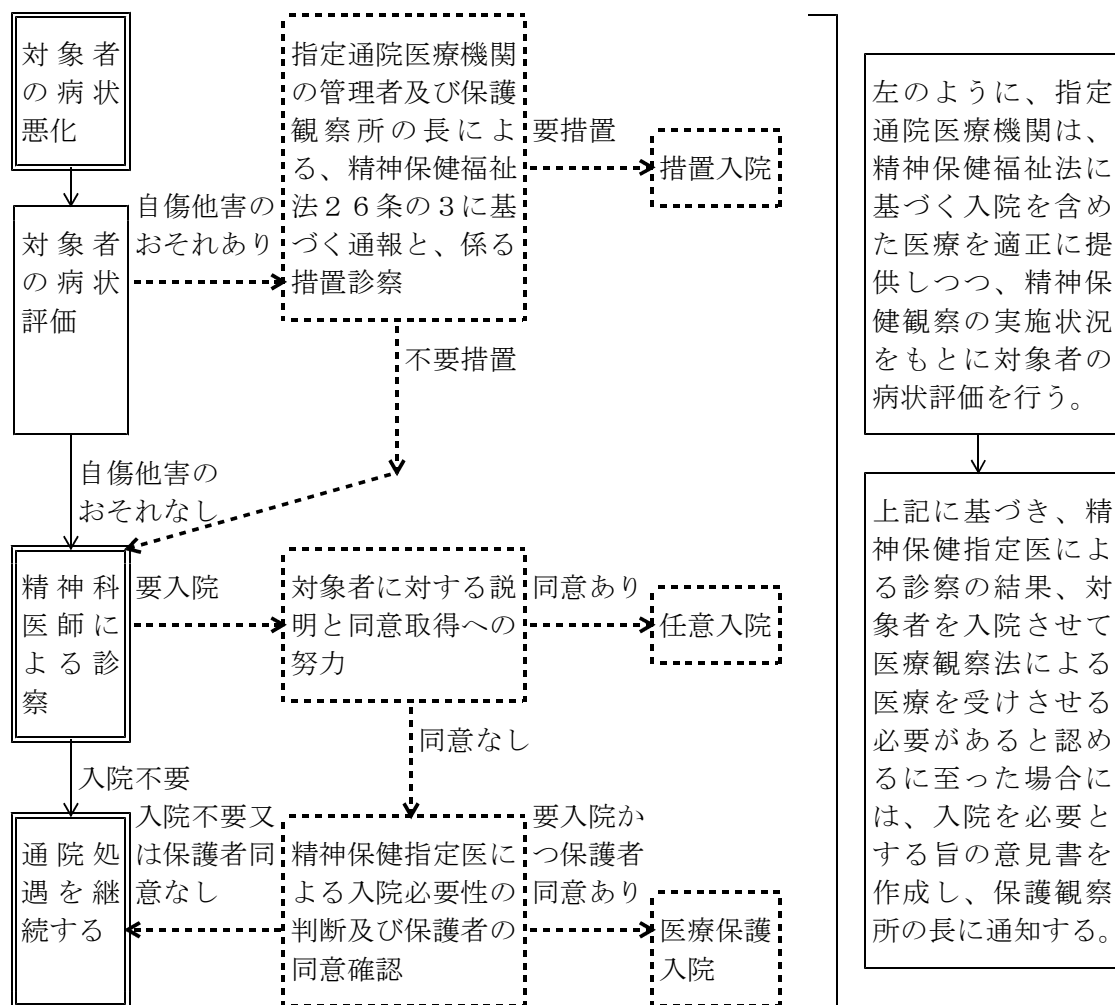 対象者
の病状
悪化
指定通院医療機関
の管理者及び保護
観察所の長によ
る、精神保健福祉
法２６条の３に基
づく通報と、係る
措置診察
要措置
措置入院
自傷他害の
おそれあり
対象者
の病状
評価
不要措置
自傷他害の
おそれなし
精神科
医師に
よる診
察
要入院
対象者に対する説
明と同意取得への
努力
同意あり
任意入院
同意なし
入院不要
入院不要又
は保護者同
意なし
通院処
遇を継
続する
精神保健指定医に
よる入院必要性の
判断及び保護者の
同意確認
要入院か
つ保護者
同意あり
医療保護
入院
左のように、指定
通院医療機関は、
精神保健福祉法に
基づく入院を含め
た医療を適正に提
供しつつ、精神保
健観察の実施状況
をもとに対象者の
病状評価を行う。
上記に基づき、精
神保健指定医によ
る診察の結果、対
象者を入院させて
医療観察法による
医療を受けさせる
必要があると認め
るに至った場合に
は、入院を必要と
する旨の意見書を
作成し、保護観察
所の長に通知する。